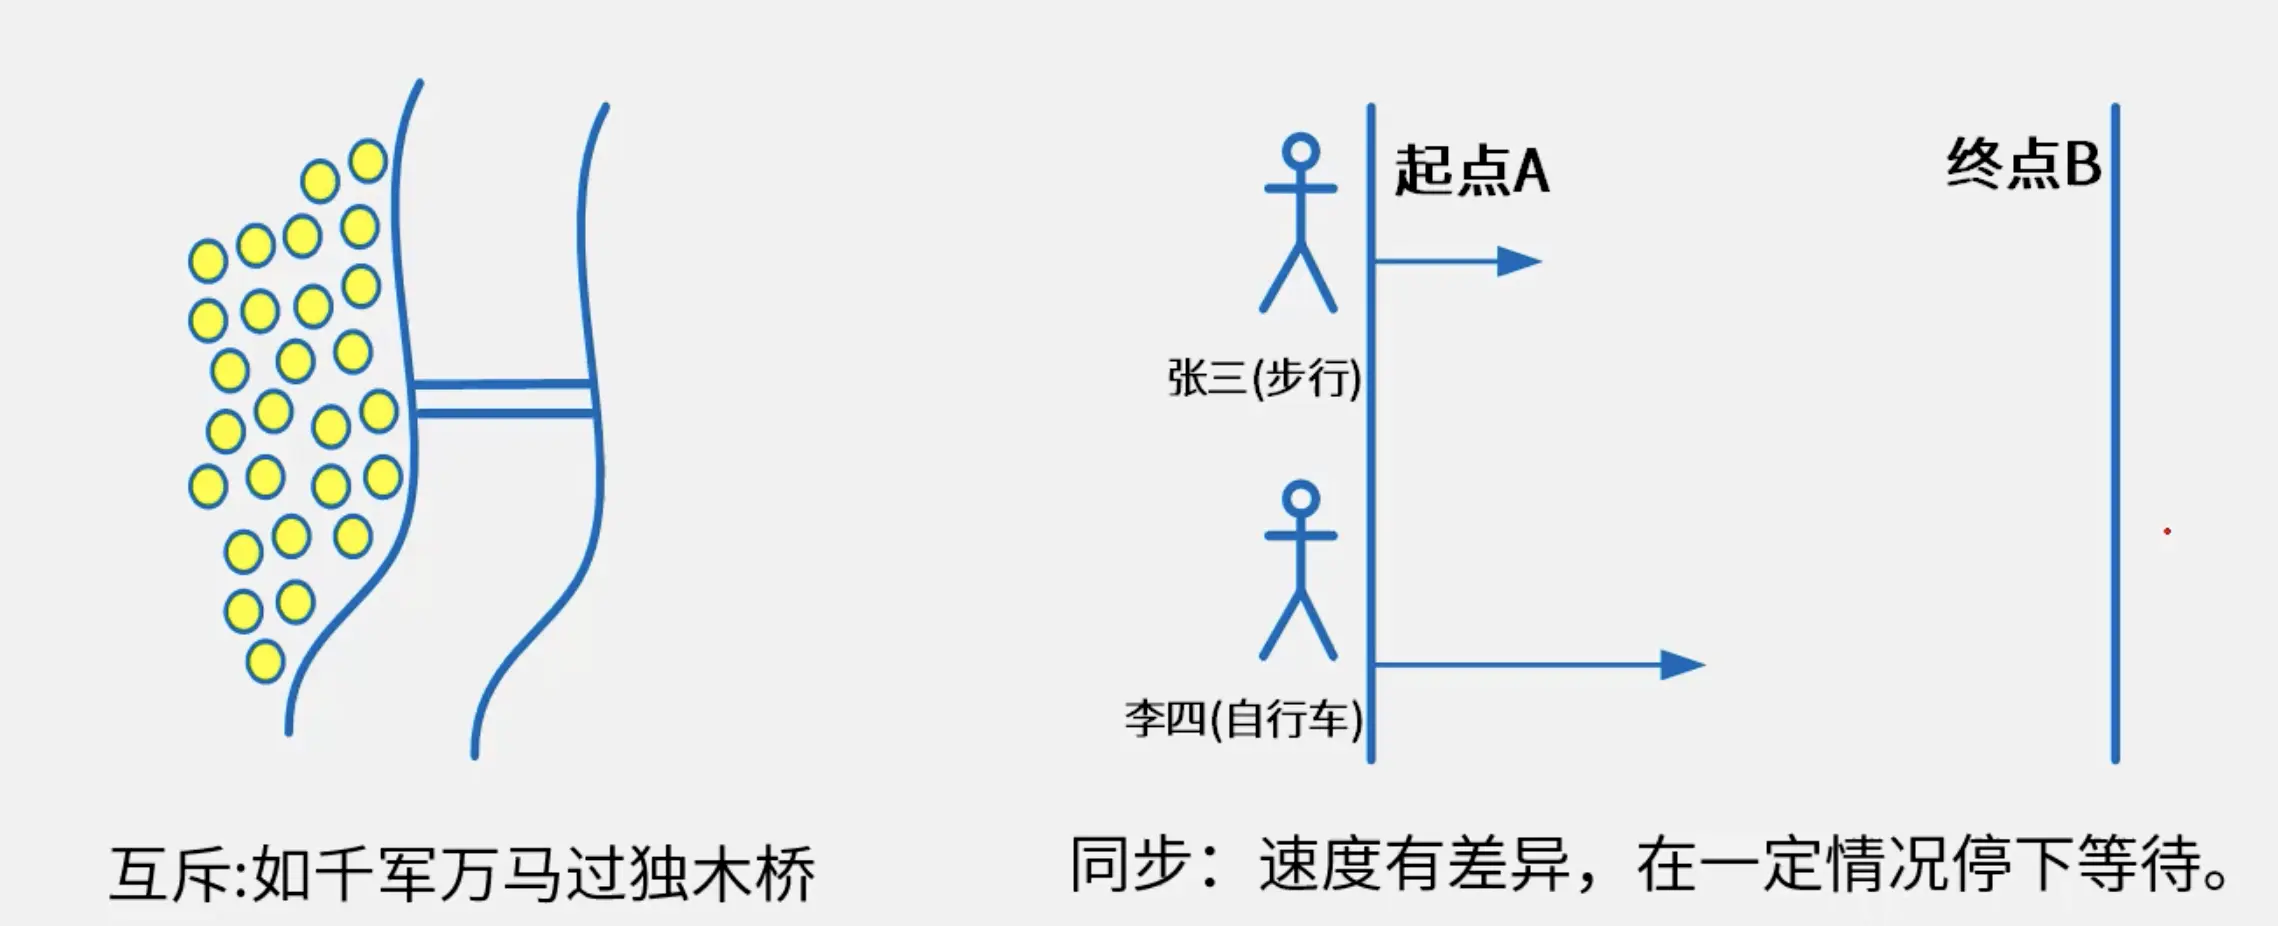 起点A
终点B
张三(步行)
李四(自行车)
互斥:如千军万马过独木桥
同步：速度有差异，在一定情况停下等待。